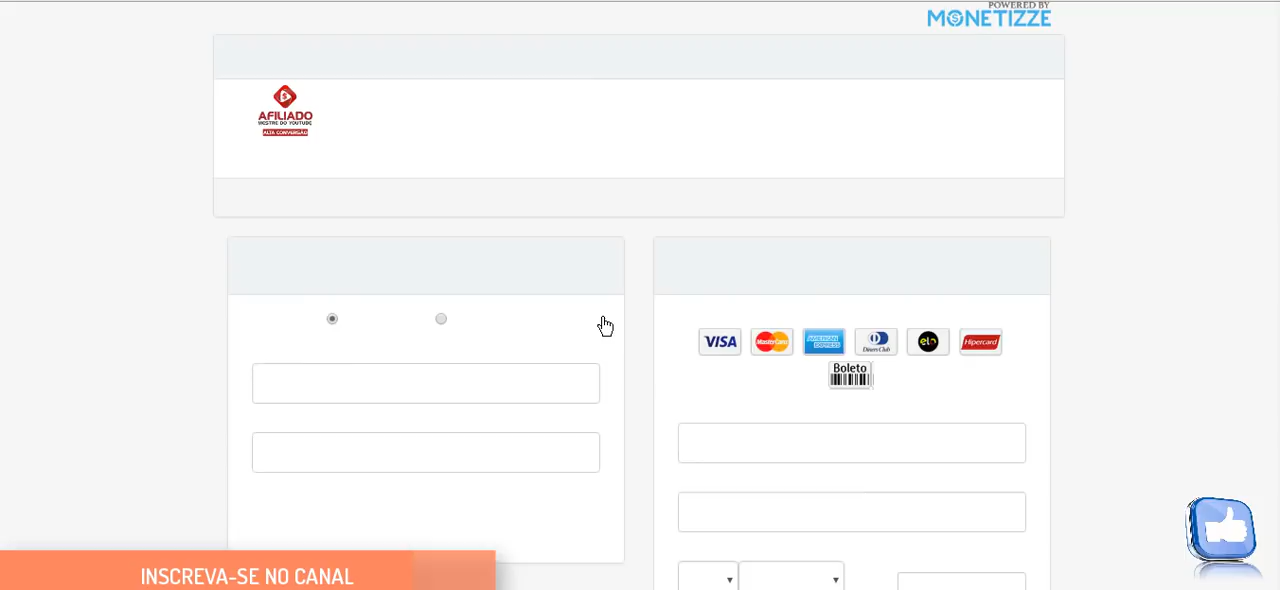 POWERED BY
MONETIZZE
AFILIADO
MESTRE DO YOUTUBE
ALTA CONVERSÃO
VISA
MasterCard
AMERICAN EXPRESS
Diners Club
elo
Hipercard
Boleto
INSCREVA-SE NO CANAL